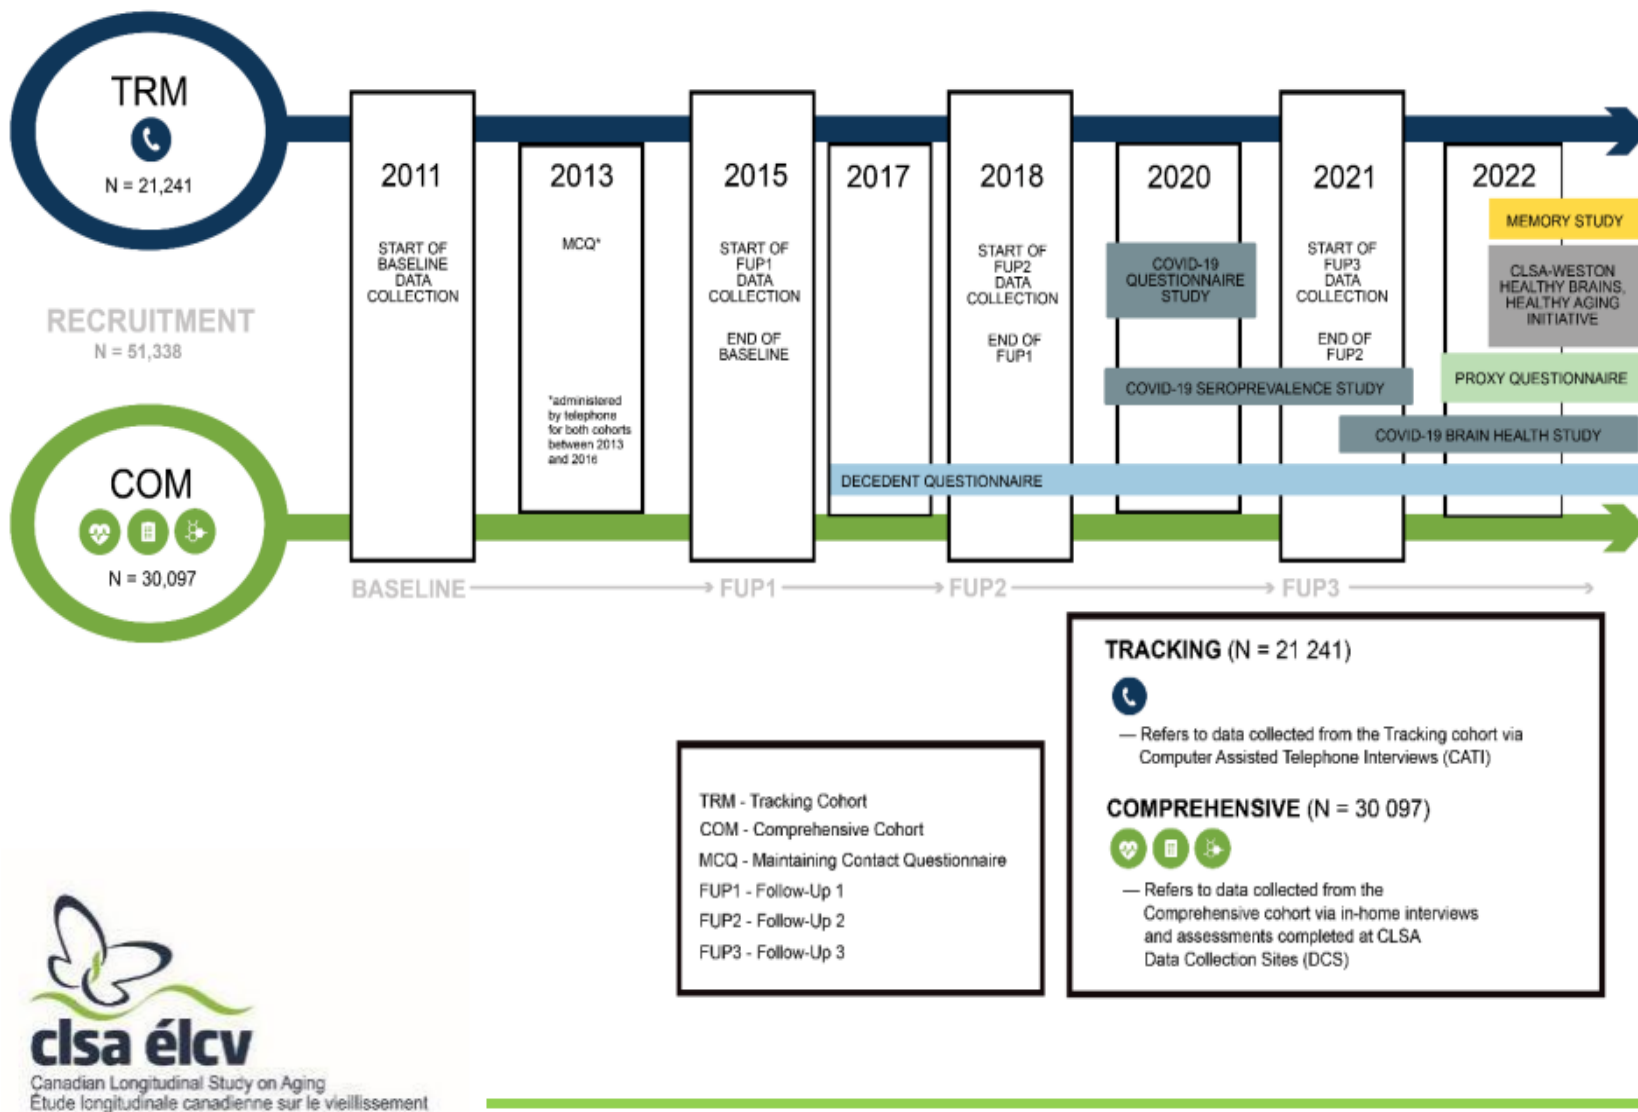 TRM
N = 21,241
RECRUITMENT
N = 51,338
COM
N = 30,097
2011
START OF
BASELINE
DATA
COLLECTION
2013
MCQ*
*administered
by telephone
for both cohorts
between 2013
and 2016
2015
START OF
FUP1
DATA
COLLECTION
END OF
BASELINE
2017
2018
START OF
FUP2
DATA
COLLECTION
END OF
FUP1
2020
COVID-19
QUESTIONNAIRE
STUDY
2021
START OF
FUP3
DATA
COLLECTION
END OF
FUP2
2022
MEMORY STUDY
CLSA-WESTON
HEALTHY BRAINS,
HEALTHY AGING
INITIATIVE
PROXY QUESTIONNAIRE
COVID-19 SEROPREVALENCE STUDY
COVID-19 BRAIN HEALTH STUDY
DECEDENT QUESTIONNAIRE
BASELINE
FUP1
FUP2
FUP3
TRM - Tracking Cohort
COM - Comprehensive Cohort
MCQ - Maintaining Contact Questionnaire
FUP1 - Follow-Up 1
FUP2 - Follow-Up 2
FUP3 - Follow-Up 3
TRACKING (N = 21 241)
— Refers to data collected from the Tracking cohort via
Computer Assisted Telephone Interviews (CATI)
COMPREHENSIVE (N = 30 097)
— Refers to data collected from the
Comprehensive cohort via in-home interviews
and assessments completed at CLSA
Data Collection Sites (DCS)
clsa élcv
Canadian Longitudinal Study on Aging
Étude longitudinale canadienne sur le vieillissement